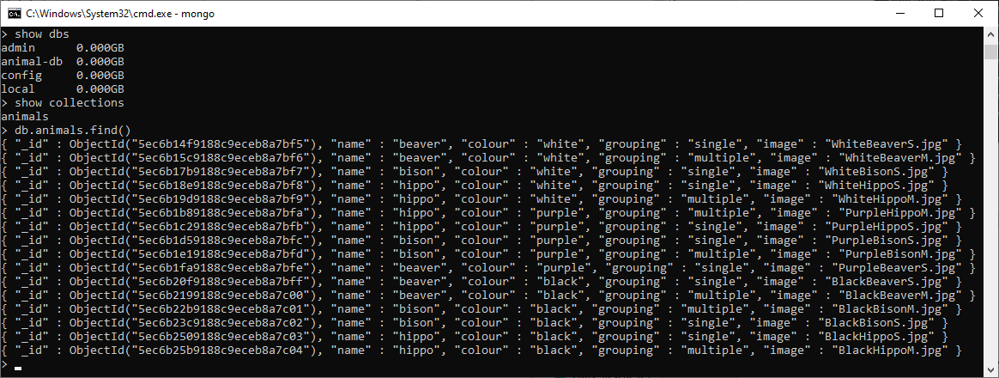 C:\Windows\System32\cmd.exe - mongo
> show dbs
admin      0.000GB
animal-db  0.000GB
config     0.000GB
local      0.000GB
> show collections
animals
> db.animals.find()
{ "_id" : ObjectId("5ec6b14f9188c9eceb8a7bf5"), "name" : "beaver", "colour" : "white", "grouping" : "single", "image" : "WhiteBeaverS.jpg" }
{ "_id" : ObjectId("5ec6b15c9188c9eceb8a7bf6"), "name" : "beaver", "colour" : "white", "grouping" : "multiple", "image" : "WhiteBeaverM.jpg" }
{ "_id" : ObjectId("5ec6b17b9188c9eceb8a7bf7"), "name" : "bison", "colour" : "white", "grouping" : "single", "image" : "WhiteBisonS.jpg" }
{ "_id" : ObjectId("5ec6b18e9188c9eceb8a7bf8"), "name" : "hippo", "colour" : "white", "grouping" : "single", "image" : "WhiteHippoS.jpg" }
{ "_id" : ObjectId("5ec6b19d9188c9eceb8a7bf9"), "name" : "hippo", "colour" : "white", "grouping" : "multiple", "image" : "WhiteHippoM.jpg" }
{ "_id" : ObjectId("5ec6b1b89188c9eceb8a7bfa"), "name" : "hippo", "colour" : "purple", "grouping" : "multiple", "image" : "PurpleHippoM.jpg" }
{ "_id" : ObjectId("5ec6b1c29188c9eceb8a7bfb"), "name" : "hippo", "colour" : "purple", "grouping" : "single", "image" : "PurpleHippoS.jpg" }
{ "_id" : ObjectId("5ec6b1d59188c9eceb8a7bfc"), "name" : "bison", "colour" : "purple", "grouping" : "single", "image" : "PurpleBisonS.jpg" }
{ "_id" : ObjectId("5ec6b1e19188c9eceb8a7bfd"), "name" : "bison", "colour" : "purple", "grouping" : "multiple", "image" : "PurpleBisonM.jpg" }
{ "_id" : ObjectId("5ec6b1fa9188c9eceb8a7bfe"), "name" : "beaver", "colour" : "purple", "grouping" : "single", "image" : "PurpleBeaverS.jpg" }
{ "_id" : ObjectId("5ec6b20f9188c9eceb8a7bff"), "name" : "beaver", "colour" : "black", "grouping" : "single", "image" : "BlackBeaverS.jpg" }
{ "_id" : ObjectId("5ec6b2199188c9eceb8a7c00"), "name" : "beaver", "colour" : "black", "grouping" : "multiple", "image" : "BlackBeaverM.jpg" }
{ "_id" : ObjectId("5ec6b22b9188c9eceb8a7c01"), "name" : "bison", "colour" : "black", "grouping" : "multiple", "image" : "BlackBisonM.jpg" }
{ "_id" : ObjectId("5ec6b23c9188c9eceb8a7c02"), "name" : "bison", "colour" : "black", "grouping" : "single", "image" : "BlackBisonS.jpg" }
{ "_id" : ObjectId("5ec6b2509188c9eceb8a7c03"), "name" : "hippo", "colour" : "black", "grouping" : "single", "image" : "BlackHippoS.jpg" }
{ "_id" : ObjectId("5ec6b25b9188c9eceb8a7c04"), "name" : "hippo", "colour" : "black", "grouping" : "multiple", "image" : "BlackHippoM.jpg" }
>